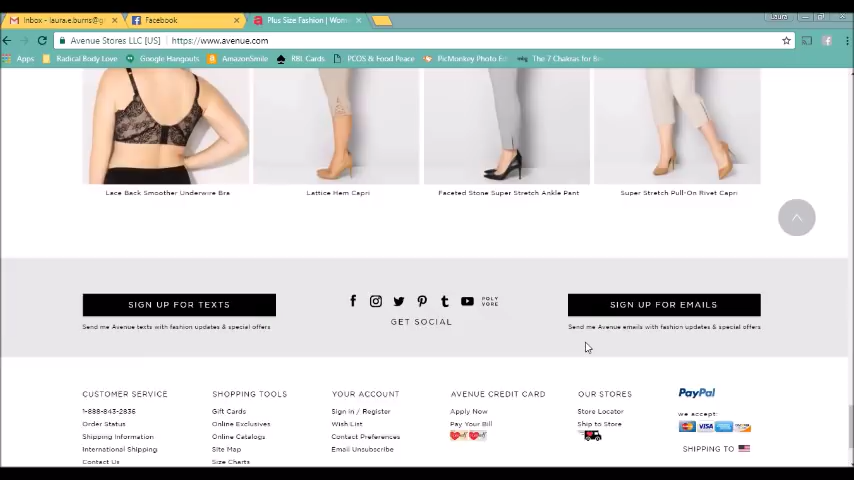 Inbox - laura.e.burns@g
Facebook
Plus Size Fashion | Wom
Laura
Avenue Stores LLC [US] | https://www.avenue.com
Apps Radical Body Love Google Hangouts AmazonSmile RBL Cards PCOS & Food Peace PicMonkey Photo Ed The 7 Chakras for Be
Lace Back Smoother Underwire Bra Lattice Hem Capri Faceted Stone Super Stretch Ankle Pant Super Stretch Pull-On Rivet Capri
SIGN UP FOR TEXTS
Send me Avenue texts with fashion updates & special offers
POLY
VORE
GET SOCIAL
SIGN UP FOR EMAILS
Send me Avenue emails with fashion updates & special offers
CUSTOMER SERVICE
1-888-843-2836
Order Status
Shipping Information
International Shipping
Contact Us
SHOPPING TOOLS
Gift Cards
Online Exclusives
Online Catalogs
Site Map
Size Charts
YOUR ACCOUNT
Sign In / Register
Wish List
Contact Preferences
Email Unsubscribe
AVENUE CREDIT CARD
Apply Now
Pay Your Bill
OUR STORES
Store Locator
Ship to Store
PayPal
we accept:
VISA
SHIPPING TO